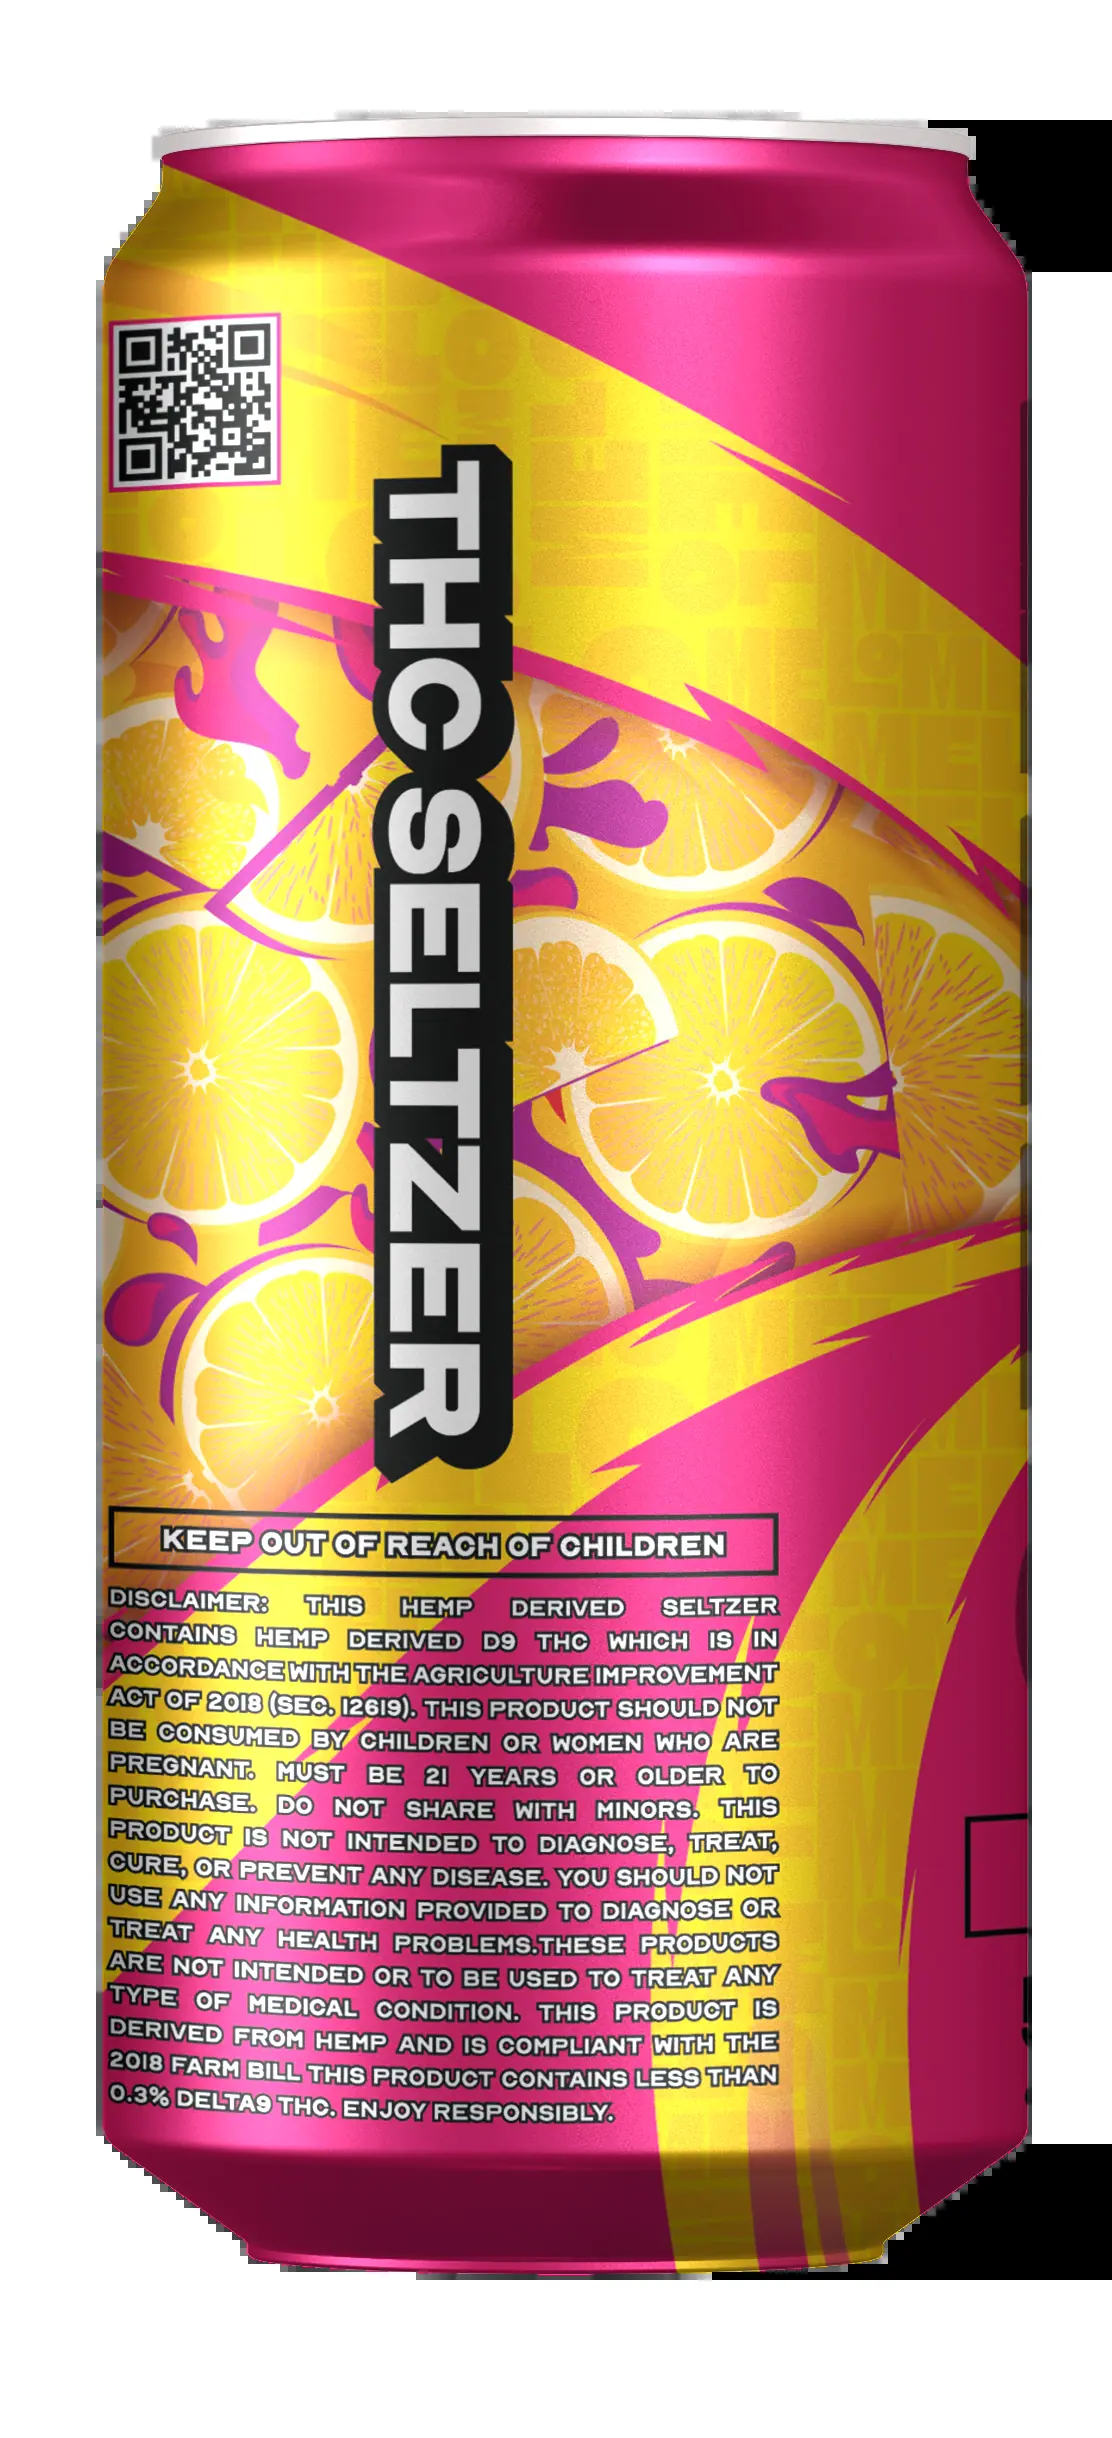 THC SELTZER
KEEP OUT OF REACH OF CHILDREN
DISCLAIMER: THIS HEMP DERIVED SELTZER
CONTAINS HEMP DERIVED D9 THC WHICH IS IN
ACCORDANCE WITH THE AGRICULTURE IMPROVEMENT
ACT OF 2018 (SEC. 12619). THIS PRODUCT SHOULD NOT
BE CONSUMED BY CHILDREN OR WOMEN WHO ARE
PREGNANT. MUST BE 21 YEARS OR OLDER TO
PURCHASE. DO NOT SHARE WITH MINORS. THIS
PRODUCT IS NOT INTENDED TO DIAGNOSE, TREAT,
CURE, OR PREVENT ANY DISEASE. YOU SHOULD NOT
USE ANY INFORMATION PROVIDED TO DIAGNOSE OR
TREAT ANY HEALTH PROBLEMS.THESE PRODUCTS
ARE NOT INTENDED OR TO BE USED TO TREAT ANY
TYPE OF MEDICAL CONDITION. THIS PRODUCT IS
DERIVED FROM HEMP AND IS COMPLIANT WITH THE
2018 FARM BILL THIS PRODUCT CONTAINS LESS THAN
0.3% DELTA9 THC. ENJOY RESPONSIBLY.